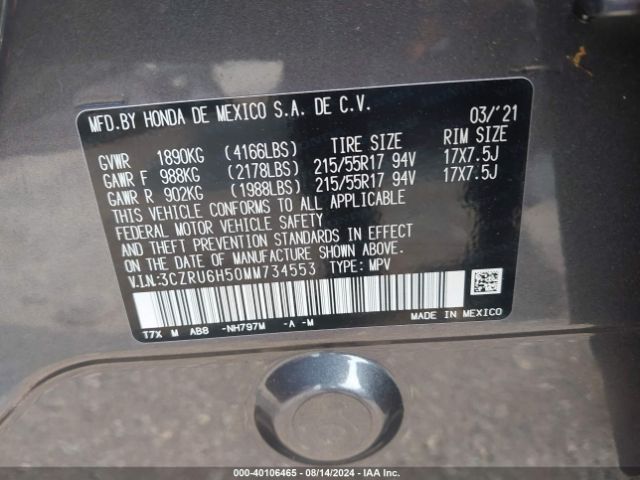 MFD.BY HONDA DE MEXICO S.A. DE C.V. 03/'21
GVWR 1890KG (4166LBS) TIRE SIZE RIM SIZE
GAWR F 988KG (2178LBS) 215/55R17 94V 17X7.5J
GAWR R 902KG (1988LBS) 215/55R17 94V 17X7.5J
THIS VEHICLE CONFORMS TO ALL APPLICABLE
FEDERAL MOTOR VEHICLE SAFETY
AND THEFT PREVENTION STANDARDS IN EFFECT
ON THE DATE OF MANUFACTURE SHOWN ABOVE.
V.I.N:3CZRU6H50MM734553 TYPE: MPV
T7X M AB8 -NH797M -A -M MADE IN MEXICO
000-40106465 - 08/14/2024 - IAA Inc.